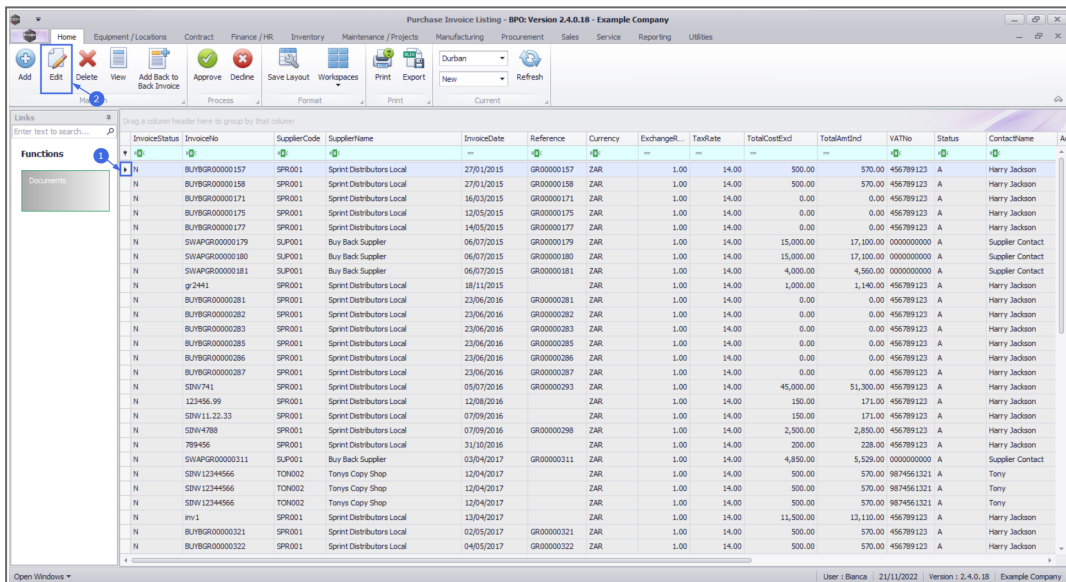 Purchase Invoice Listing - BPO: Version 2.4.0.18 - Example Company
Home Equipment / Locations Contract Finance / HR Inventory Maintenance / Projects Manufacturing Procurement Sales Service Reporting Utilities
Add Edit Delete View Add Back to Back Invoice Approve Decline Save Layout Workspaces Print Export Durban New Refresh
2
Process Format Print Current
Links
Enter text to search...
Functions
Documents
1
Drag a column header here to group by that column
InvoiceStatus InvoiceNo SupplierCode SupplierName InvoiceDate Reference Currency ExchangeR... TaxRate TotalCostExcl TotalAmtIncl VATNo Status ContactName
N BUYBGR00000157 SPR001 Sprint Distributors Local 27/01/2015 GR00000157 ZAR 1.00 14.00 500.00 570.00 456789123 A Harry Jackson
N BUYBGR00000158 SPR001 Sprint Distributors Local 27/01/2015 GR00000158 ZAR 1.00 14.00 500.00 570.00 456789123 A Harry Jackson
N BUYBGR00000171 SPR001 Sprint Distributors Local 16/03/2015 GR00000171 ZAR 1.00 14.00 0.00 0.00 456789123 A Harry Jackson
N BUYBGR00000175 SPR001 Sprint Distributors Local 12/05/2015 GR00000175 ZAR 1.00 14.00 0.00 0.00 456789123 A Harry Jackson
N BUYBGR00000177 SPR001 Sprint Distributors Local 14/05/2015 GR00000177 ZAR 1.00 14.00 0.00 0.00 456789123 A Harry Jackson
N SWAPGR00000179 SUP001 Buy Back Supplier 06/07/2015 GR00000179 ZAR 1.00 14.00 15,000.00 17,100.00 0000000000 A Supplier Contact
N SWAPGR00000180 SUP001 Buy Back Supplier 06/07/2015 GR00000180 ZAR 1.00 14.00 15,000.00 17,100.00 0000000000 A Supplier Contact
N SWAPGR00000181 SUP001 Buy Back Supplier 06/07/2015 GR00000181 ZAR 1.00 14.00 4,000.00 4,560.00 0000000000 A Supplier Contact
N gr2441 SPR001 Sprint Distributors Local 18/11/2015 ZAR 1.00 14.00 1,000.00 1,140.00 456789123 A Harry Jackson
N BUYBGR00000281 SPR001 Sprint Distributors Local 23/06/2016 GR00000281 ZAR 1.00 14.00 0.00 0.00 456789123 A Harry Jackson
N BUYBGR00000282 SPR001 Sprint Distributors Local 23/06/2016 GR00000282 ZAR 1.00 14.00 0.00 0.00 456789123 A Harry Jackson
N BUYBGR00000283 SPR001 Sprint Distributors Local 23/06/2016 GR00000283 ZAR 1.00 14.00 0.00 0.00 456789123 A Harry Jackson
N BUYBGR00000285 SPR001 Sprint Distributors Local 23/06/2016 GR00000285 ZAR 1.00 14.00 0.00 0.00 456789123 A Harry Jackson
N BUYBGR00000286 SPR001 Sprint Distributors Local 23/06/2016 GR00000286 ZAR 1.00 14.00 0.00 0.00 456789123 A Harry Jackson
N BUYBGR00000287 SPR001 Sprint Distributors Local 23/06/2016 GR00000287 ZAR 1.00 14.00 0.00 0.00 456789123 A Harry Jackson
N SINV741 SPR001 Sprint Distributors Local 05/07/2016 GR00000293 ZAR 1.00 14.00 45,000.00 51,300.00 456789123 A Harry Jackson
N 123456.99 SPR001 Sprint Distributors Local 12/08/2016 ZAR 1.00 14.00 150.00 171.00 456789123 A Harry Jackson
N SINV11.22.33 SPR001 Sprint Distributors Local 07/09/2016 ZAR 1.00 14.00 150.00 171.00 456789123 A Harry Jackson
N SINV4788 SPR001 Sprint Distributors Local 07/09/2016 GR00000298 ZAR 1.00 14.00 2,500.00 2,850.00 456789123 A Harry Jackson
N 789456 SPR001 Sprint Distributors Local 31/10/2016 ZAR 1.00 14.00 200.00 228.00 456789123 A Harry Jackson
N SWAPGR00000311 SUP001 Buy Back Supplier 03/04/2017 GR00000311 ZAR 1.00 14.00 4,850.00 5,529.00 0000000000 A Supplier Contact
N SINV12344566 TON002 Tonys Copy Shop 12/04/2017 ZAR 1.00 14.00 500.00 570.00 9874561321 A Tony
N SINV12344566 TON002 Tonys Copy Shop 12/04/2017 ZAR 1.00 14.00 500.00 570.00 9874561321 A Tony
N SINV12344566 TON002 Tonys Copy Shop 12/04/2017 ZAR 1.00 14.00 500.00 570.00 9874561321 A Tony
N inv1 SPR001 Sprint Distributors Local 13/04/2017 ZAR 1.00 14.00 11,500.00 13,110.00 456789123 A Harry Jackson
N BUYBGR00000321 SPR001 Sprint Distributors Local 02/05/2017 GR00000321 ZAR 1.00 14.00 500.00 570.00 456789123 A Harry Jackson
N BUYBGR00000322 SPR001 Sprint Distributors Local 04/05/2017 GR00000322 ZAR 1.00 14.00 500.00 570.00 456789123 A Harry Jackson
Open Windows User : Bianca 21/11/2022 Version : 2.4.0.18 Example Company